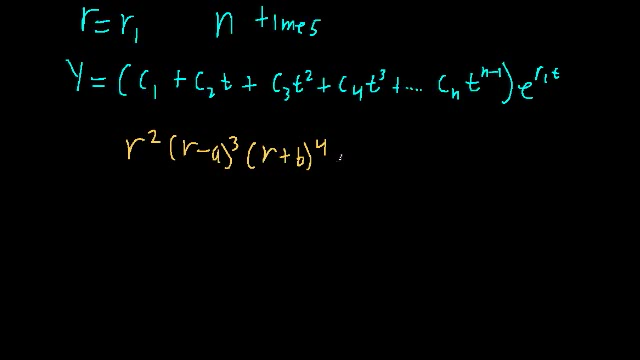 r = r₁ n times
y = (c₁ + c₂t + c₃t² + c₄t³ + .... cₙtⁿ⁻¹) e^{r₁t}
r² (r-a)³ (r+b)⁴